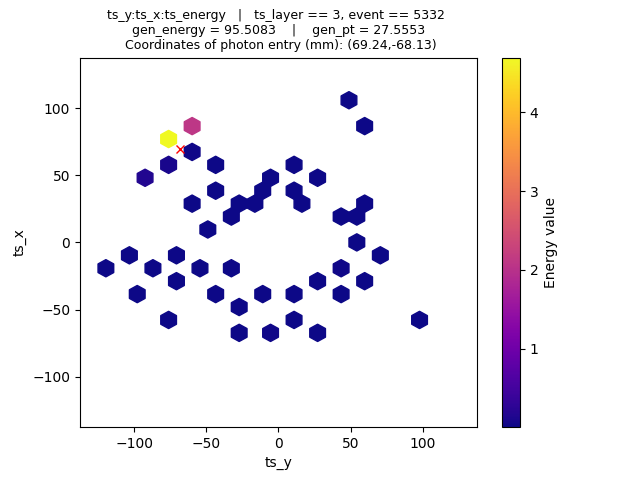 ts_y:ts_x:ts_energy   |   ts_layer == 3, event == 5332
gen_energy = 95.5083    |    gen_pt = 27.5553
Coordinates of photon entry (mm): (69.24,-68.13)
100
50
0
−50
−100
ts_x
−100
−50
0
50
100
ts_y
4
3
2
1
Energy value